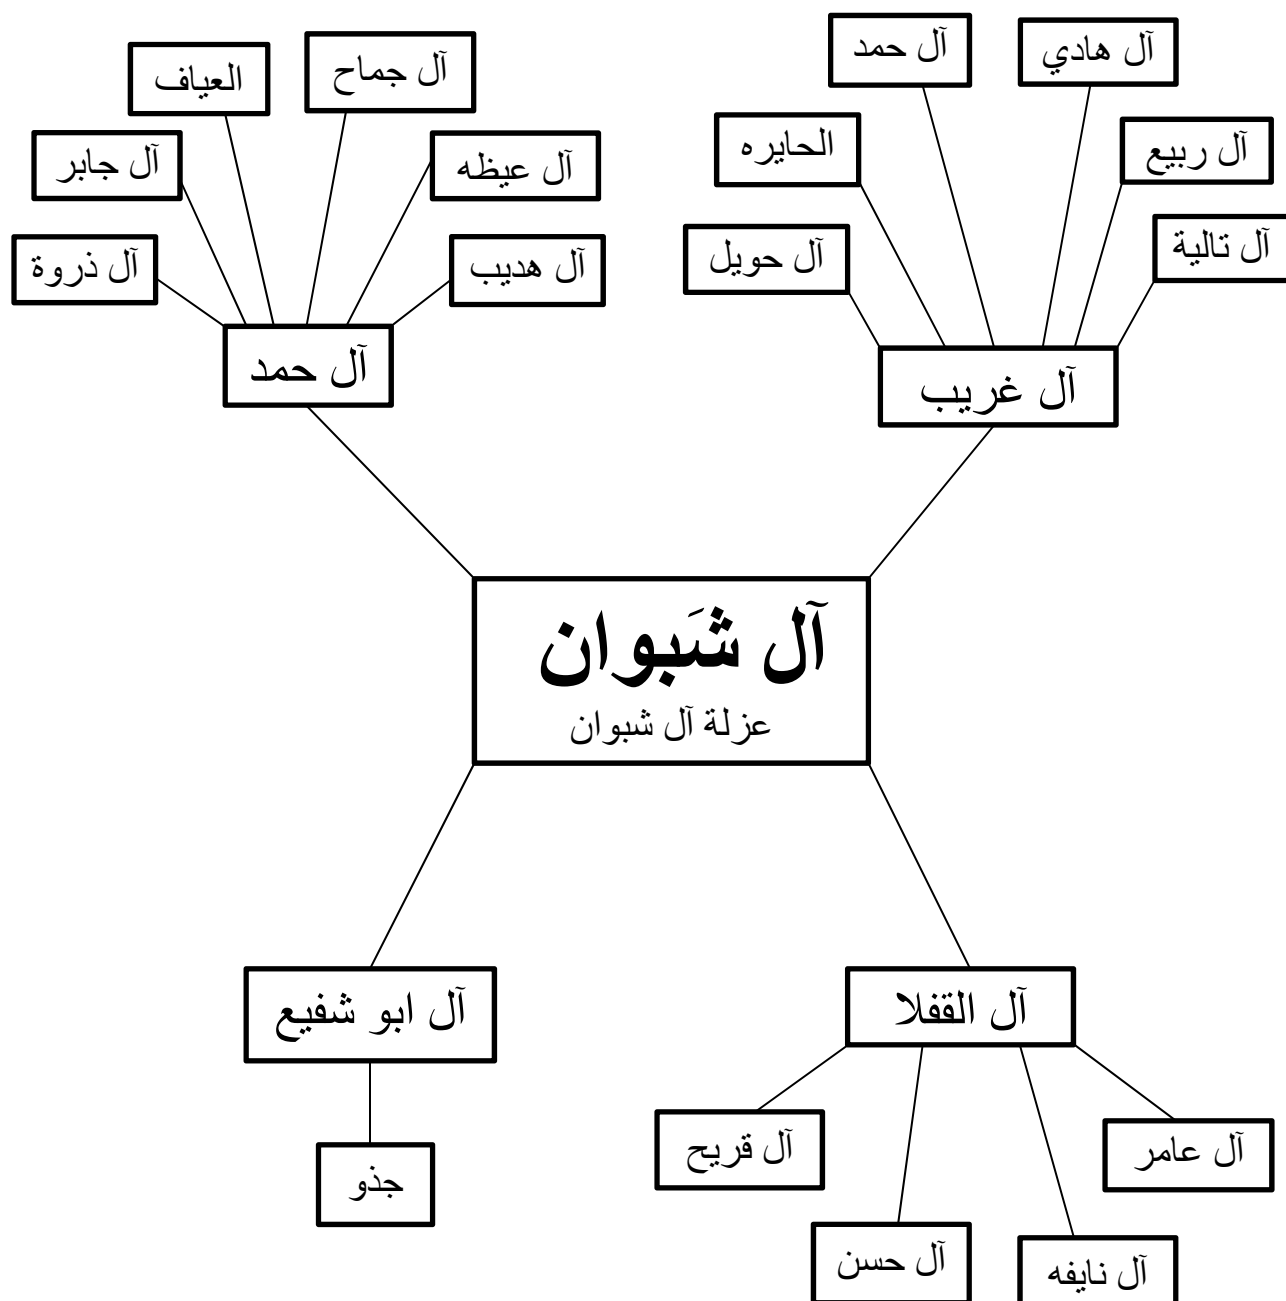 آل هادي
آل حمد
آل جماح
العياف
آل ربيع
الحايره
آل عيظه
آل جابر
آل تالية
آل حويل
آل هديب
آل ذروة
آل غريب
آل حمد
آل شَبوان
عزلة آل شبوان
آل القفلا
آل ابو شفيع
آل عامر
آل قريح
جذو
آل نايفه
آل حسن